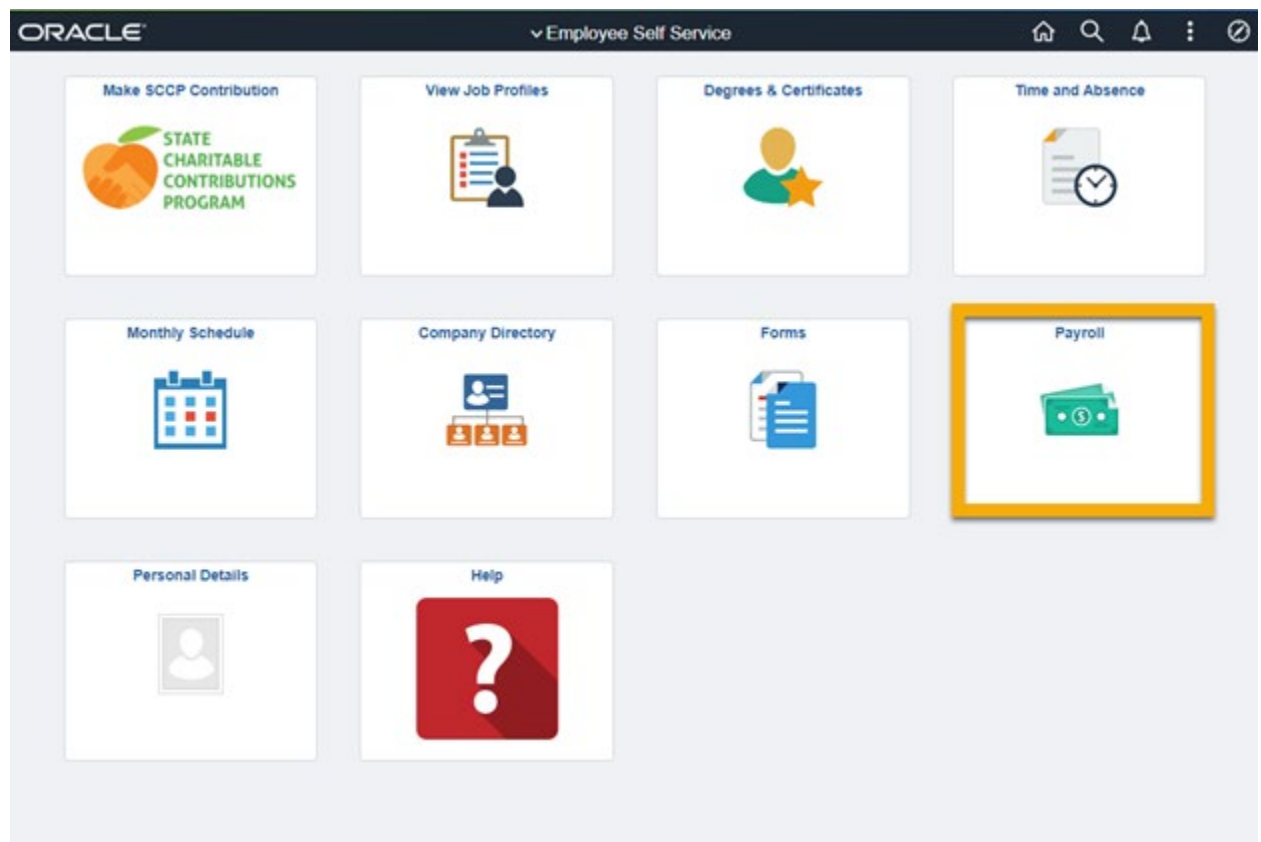 ORACLE
Employee Self Service
Make SCCP Contribution
STATE
CHARITABLE
CONTRIBUTIONS
PROGRAM
View Job Profiles
Degrees & Certificates
Time and Absence
Monthly Schedule
Company Directory
Forms
Payroll
$
Personal Details
Help
?